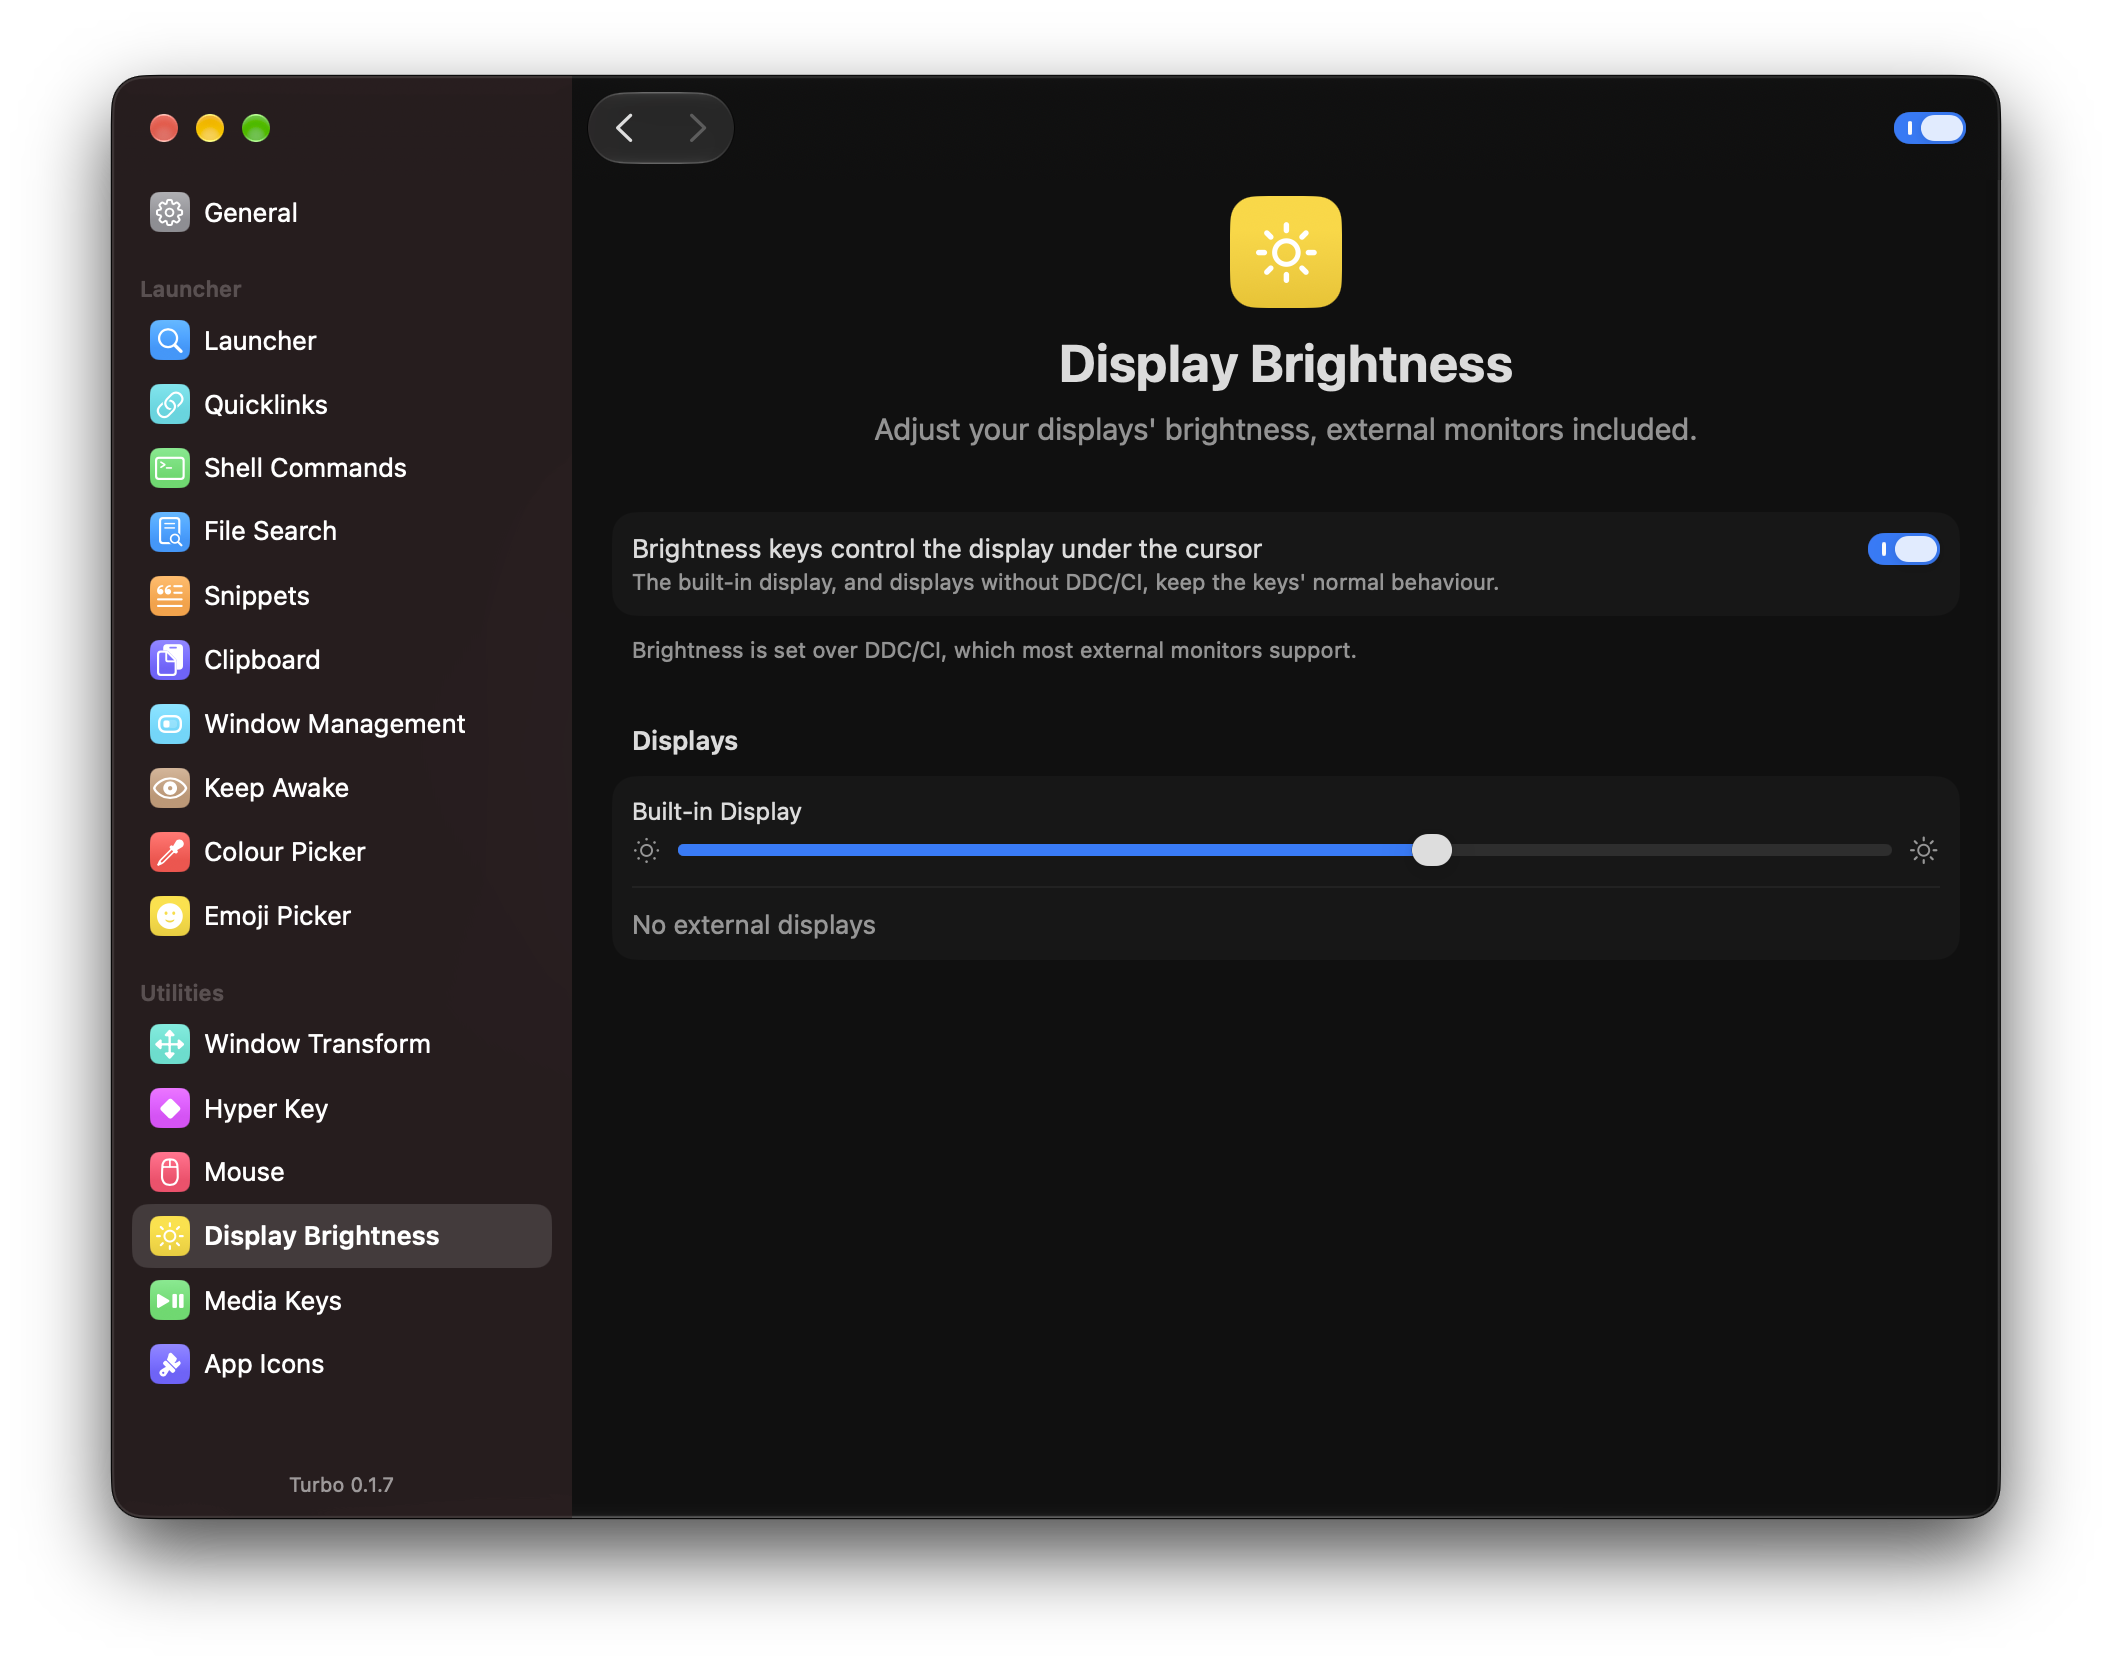 General
Launcher
Launcher
Quicklinks
Shell Commands
File Search
Snippets
Clipboard
Window Management
Keep Awake
Colour Picker
Emoji Picker
Utilities
Window Transform
Hyper Key
Mouse
Display Brightness
Media Keys
App Icons
Turbo 0.1.7
Display Brightness
Adjust your displays' brightness, external monitors included.
Brightness keys control the display under the cursor
The built-in display, and displays without DDC/CI, keep the keys' normal behaviour.
Brightness is set over DDC/CI, which most external monitors support.
Displays
Built-in Display
No external displays